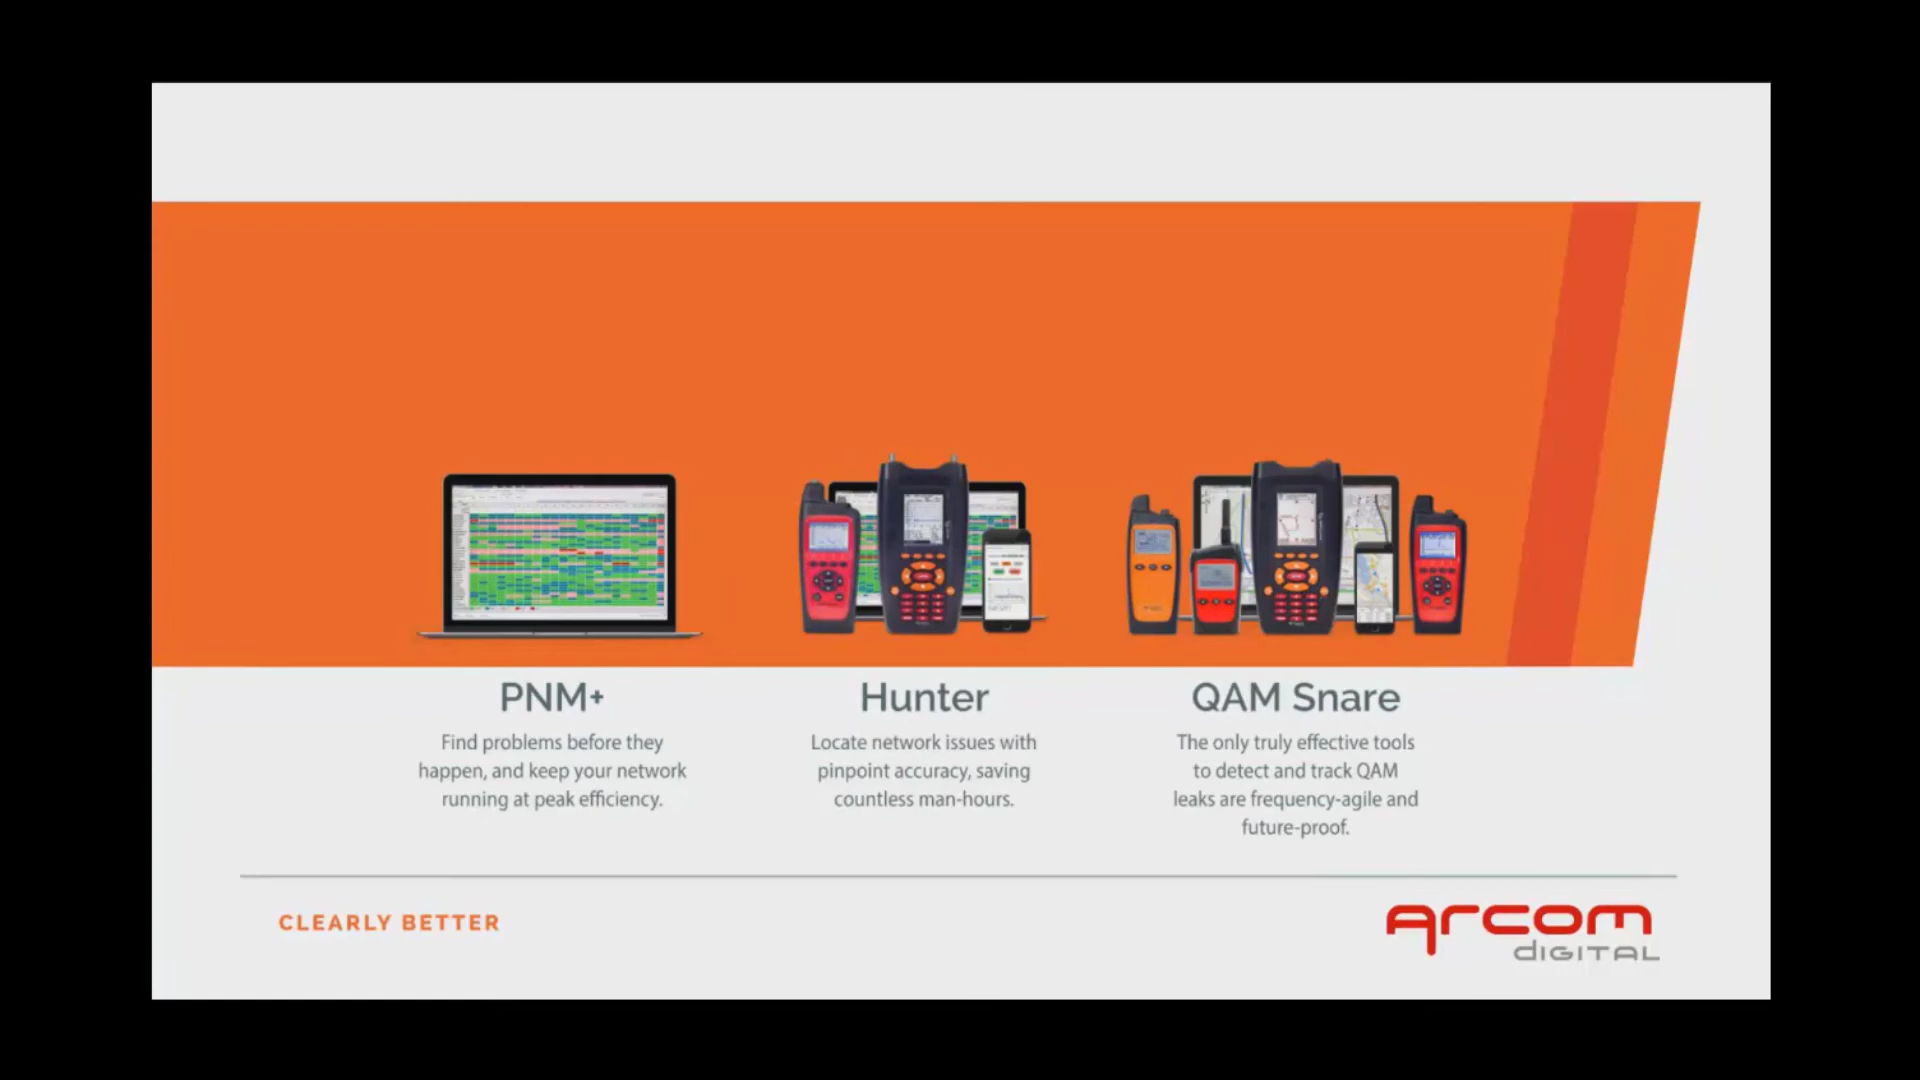 PNM+
Find problems before they
happen, and keep your network
running at peak efficiency.
Hunter
Locate network issues with
pinpoint accuracy, saving
countless man-hours.
QAM Snare
The only truly effective tools
to detect and track QAM
leaks are frequency-agile and
future-proof.
CLEARLY BETTER
arcom
DIGITAL